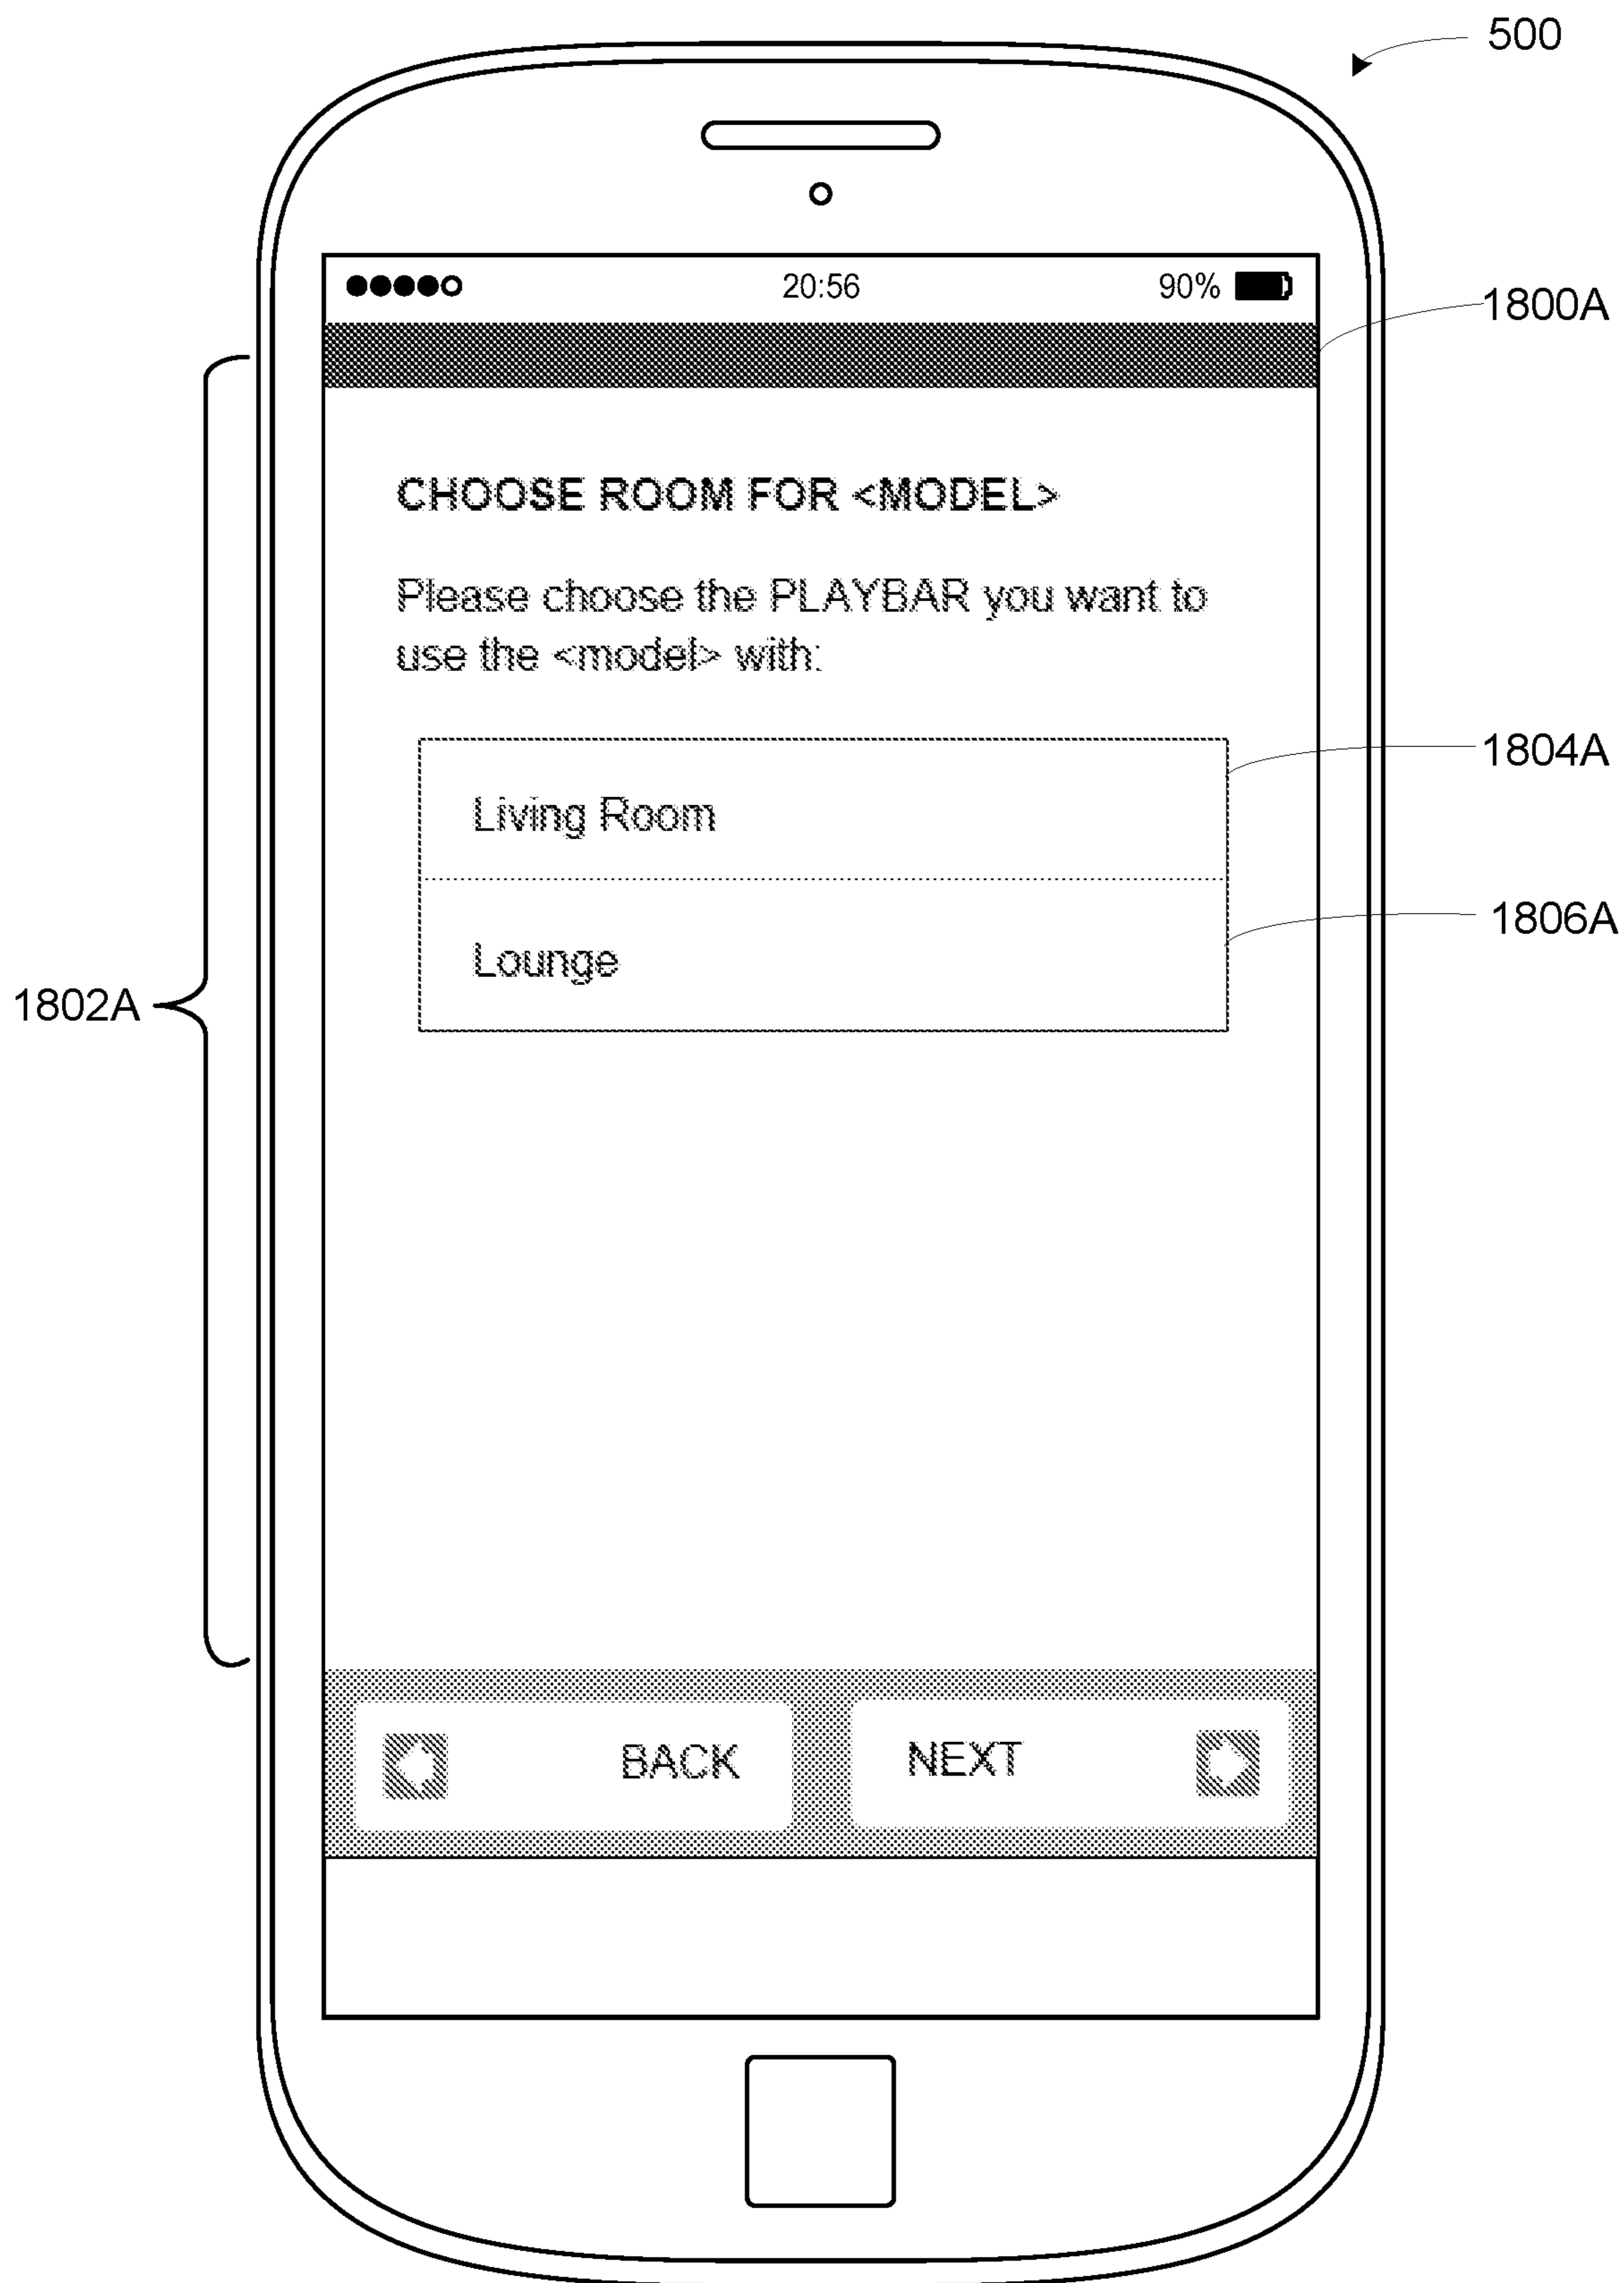 500
20:56
90%
1800A
CHOOSE ROOM FOR <MODEL>
Please choose the PLAYBAR you want to
use the <model> with:
1804A
Living Room
1806A
Lounge
1802A
BACK
NEXT